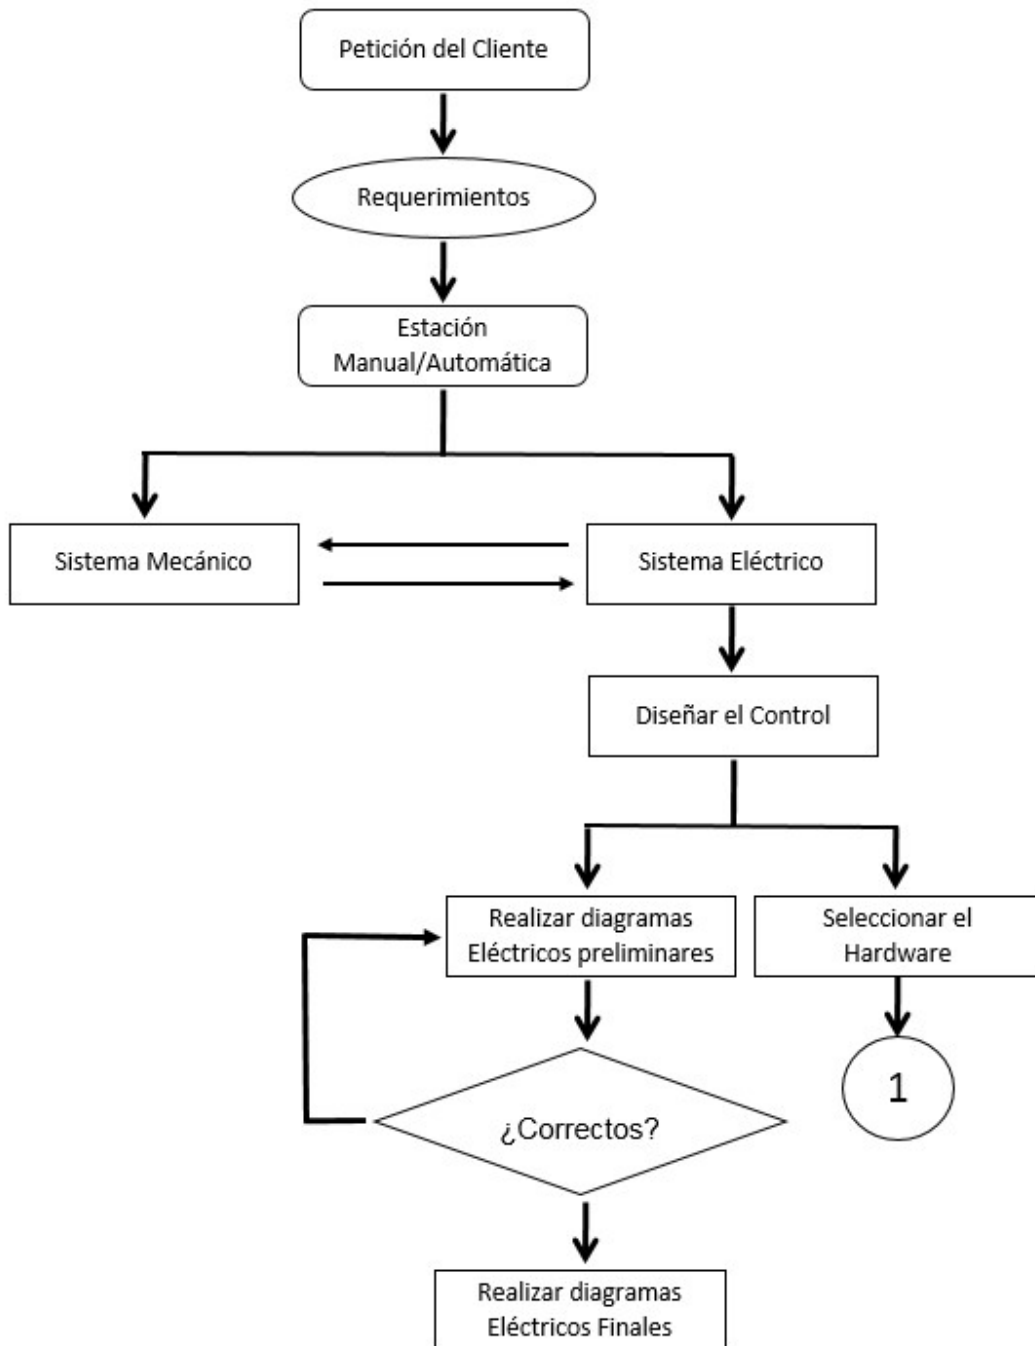 Petición del Cliente
Requerimientos
Estación
Manual/Automática
Sistema Mecánico
Sistema Eléctrico
Diseñar el Control
Realizar diagramas
Eléctricos preliminares
Seleccionar el
Hardware
1
¿Correctos?
Realizar diagramas
Eléctricos Finales